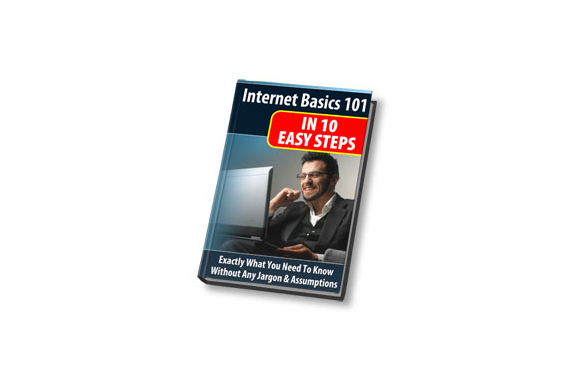 Internet Basics 101
IN 10
EASY STEPS
Exactly What You Need To Know
Without Any Jargon & Assumptions